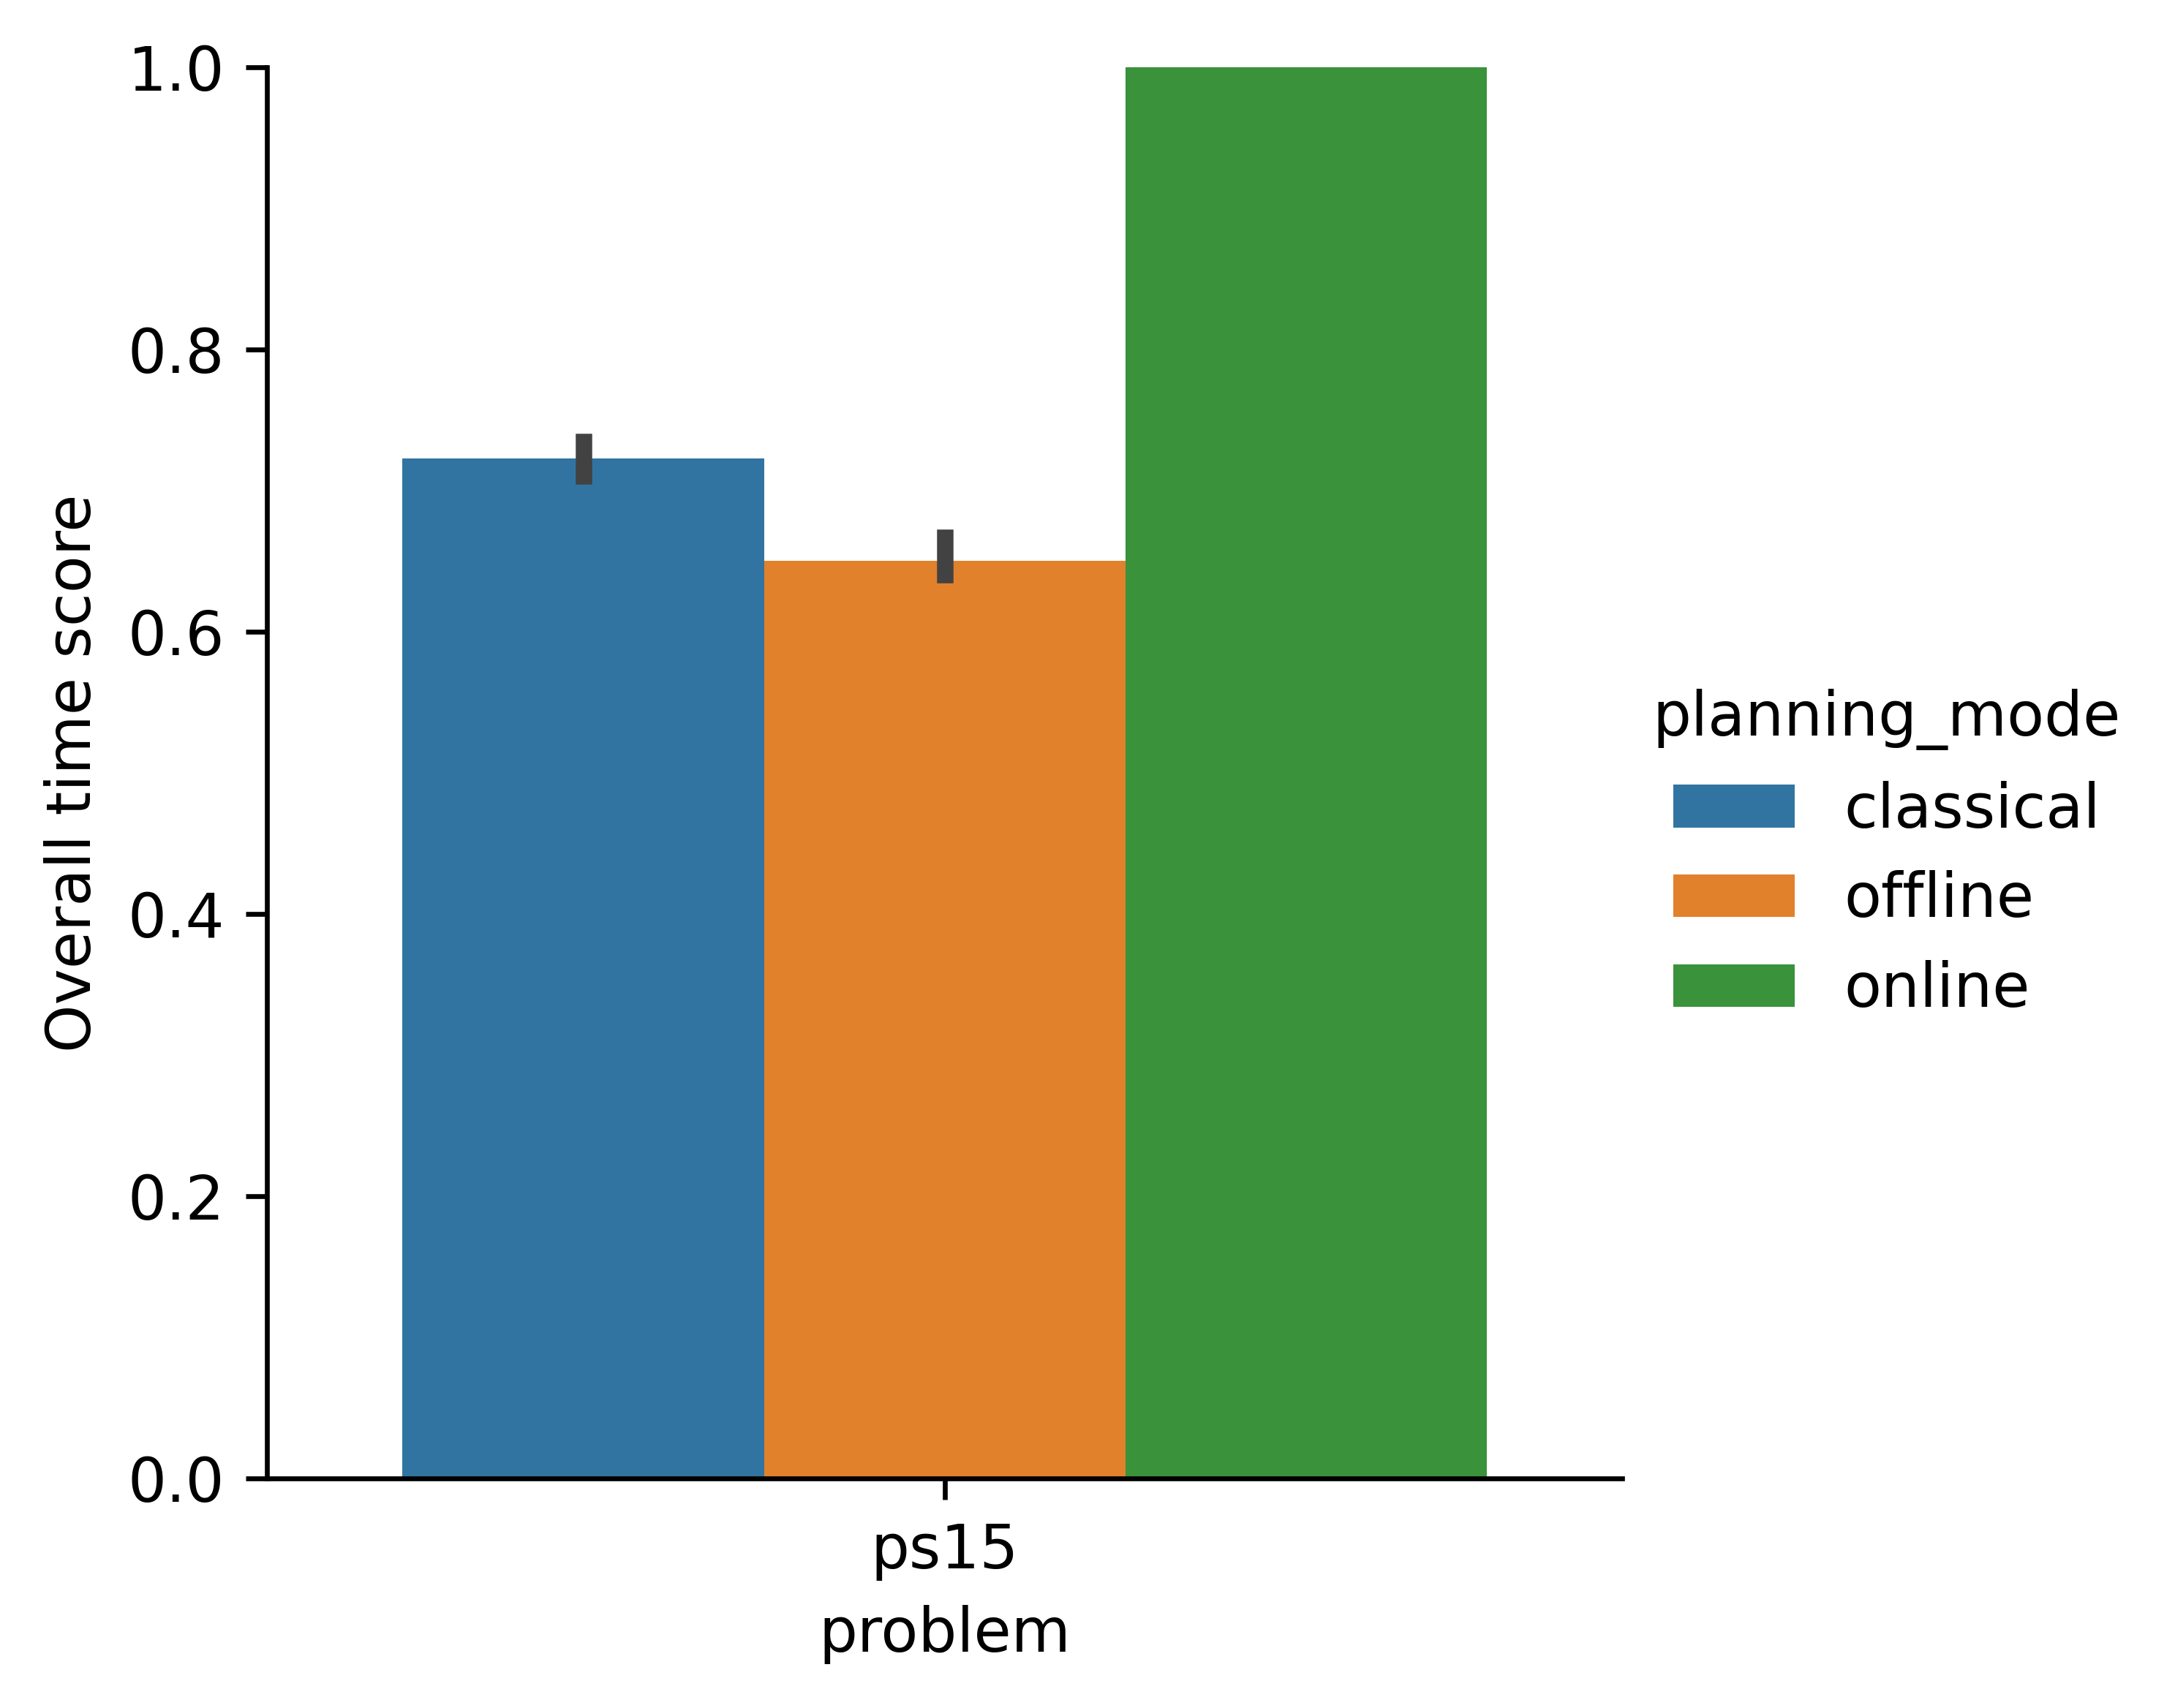 1.0
0.8
0.6
0.4
0.2
0.0
Overall time score
ps15
problem
planning_mode
classical
offline
online